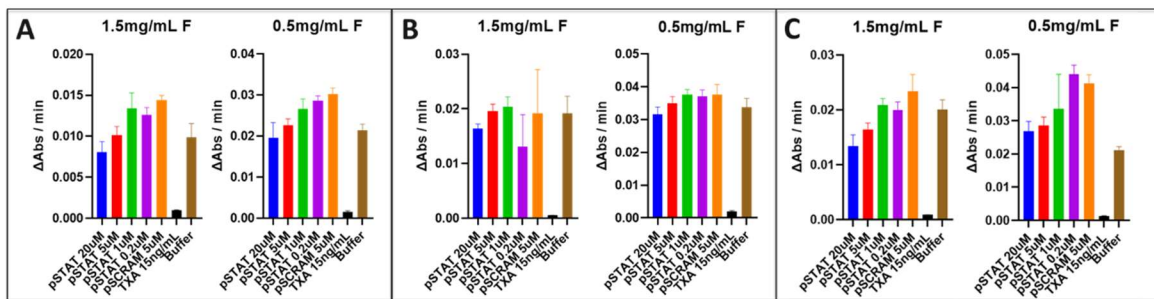 A
1.5mg/mL F
0.5mg/mL F
ΔAbs / min
0.020
0.015
0.010
0.005
0.000
pSTAT 20uM
pSTAT 5uM
pSTAT 1uM
pSTAT 0.2uM
pSCRAM 5uM
TXA 15ng/mL
Buffer
ΔAbs / min
0.04
0.03
0.02
0.01
0.00
pSTAT 20uM
pSTAT 5uM
pSTAT 1uM
pSTAT 0.2uM
pSCRAM 5uM
TXA 15ng/mL
Buffer
B
1.5mg/mL F
0.5mg/mL F
ΔAbs / min
0.03
0.02
0.01
0.00
pSTAT 20uM
pSTAT 5uM
pSTAT 1uM
pSTAT 0.2uM
pSCRAM 5uM
TXA 15ng/mL
Buffer
ΔAbs / min
0.05
0.04
0.03
0.02
0.01
0.00
pSTAT 20uM
pSTAT 5uM
pSTAT 1uM
pSTAT 0.2uM
pSCRAM 5uM
TXA 15ng/mL
Buffer
C
1.5mg/mL F
0.5mg/mL F
ΔAbs / min
0.03
0.02
0.01
0.00
pSTAT 20uM
pSTAT 5uM
pSTAT 1uM
pSTAT 0.2uM
pSCRAM 5uM
TXA 15ng/mL
Buffer
ΔAbs / min
0.05
0.04
0.03
0.02
0.01
0.00
pSTAT 20uM
pSTAT 5uM
pSTAT 1uM
pSTAT 0.2uM
pSCRAM 5uM
TXA 15ng/mL
Buffer